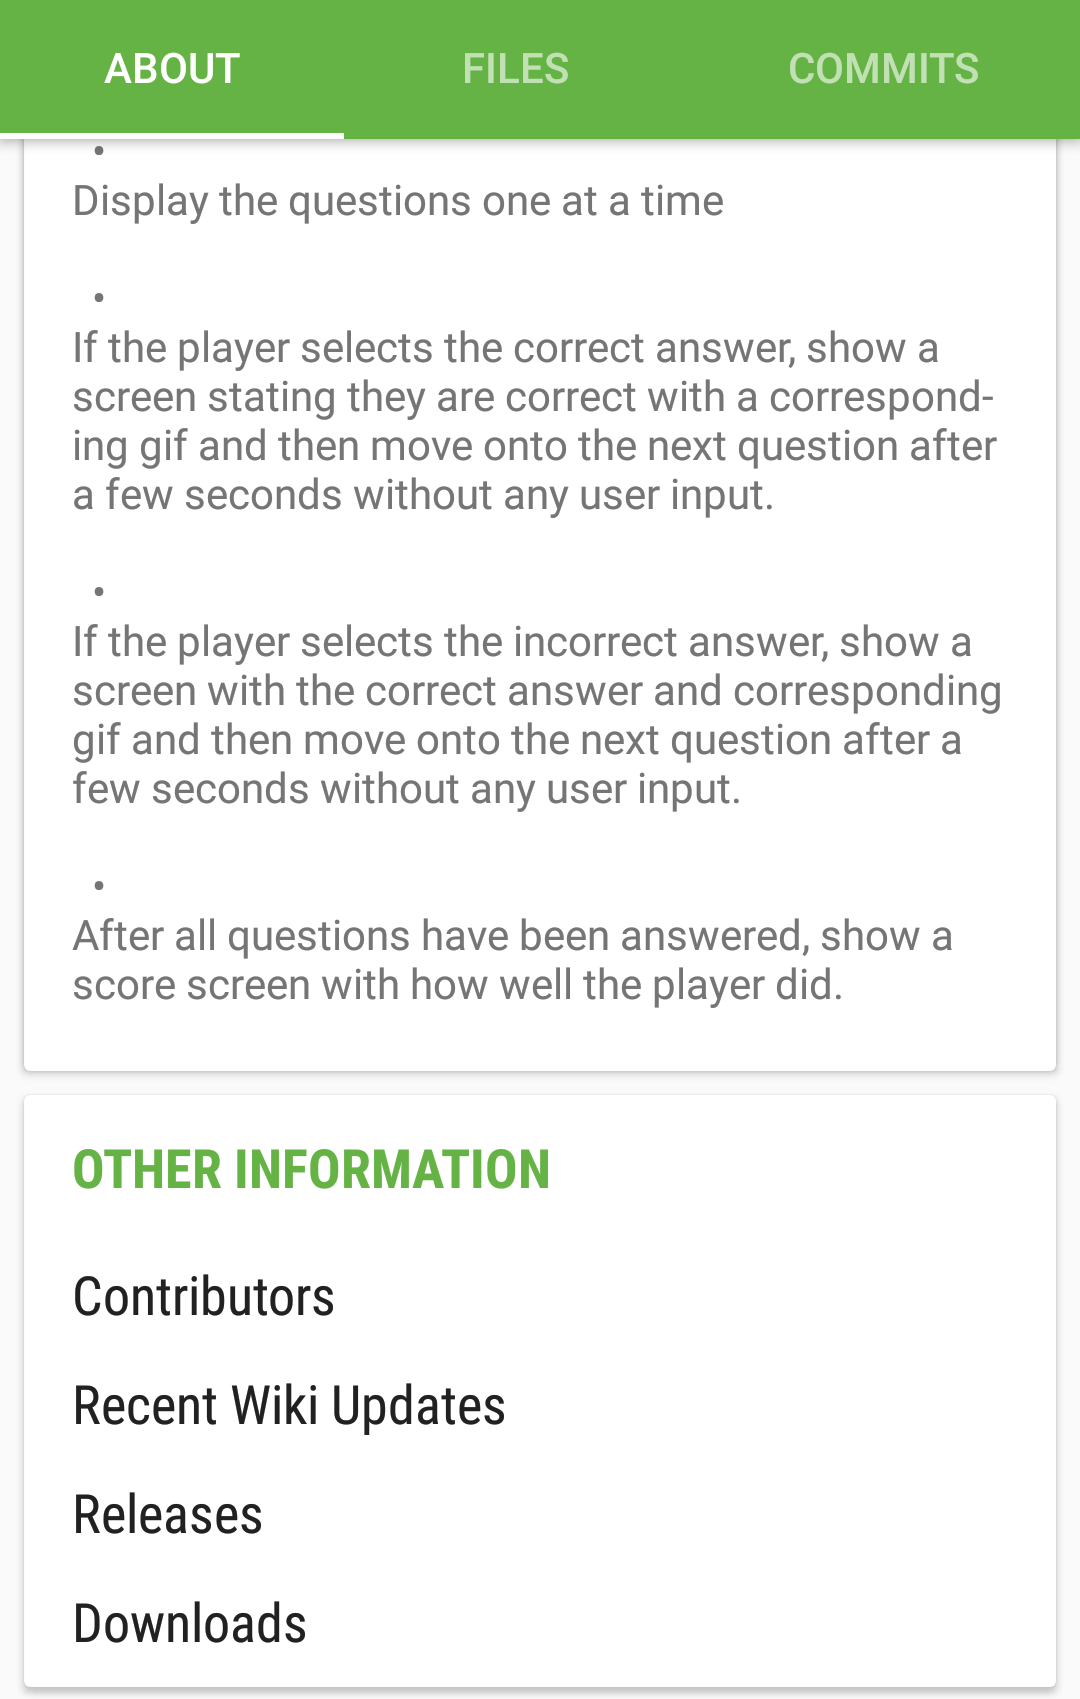 ABOUT FILES COMMITS
•
Display the questions one at a time
•
If the player selects the correct answer, show a
screen stating they are correct with a correspond-
ing gif and then move onto the next question after
a few seconds without any user input.
•
If the player selects the incorrect answer, show a
screen with the correct answer and corresponding
gif and then move onto the next question after a
few seconds without any user input.
•
After all questions have been answered, show a
score screen with how well the player did.
OTHER INFORMATION
Contributors
Recent Wiki Updates
Releases
Downloads